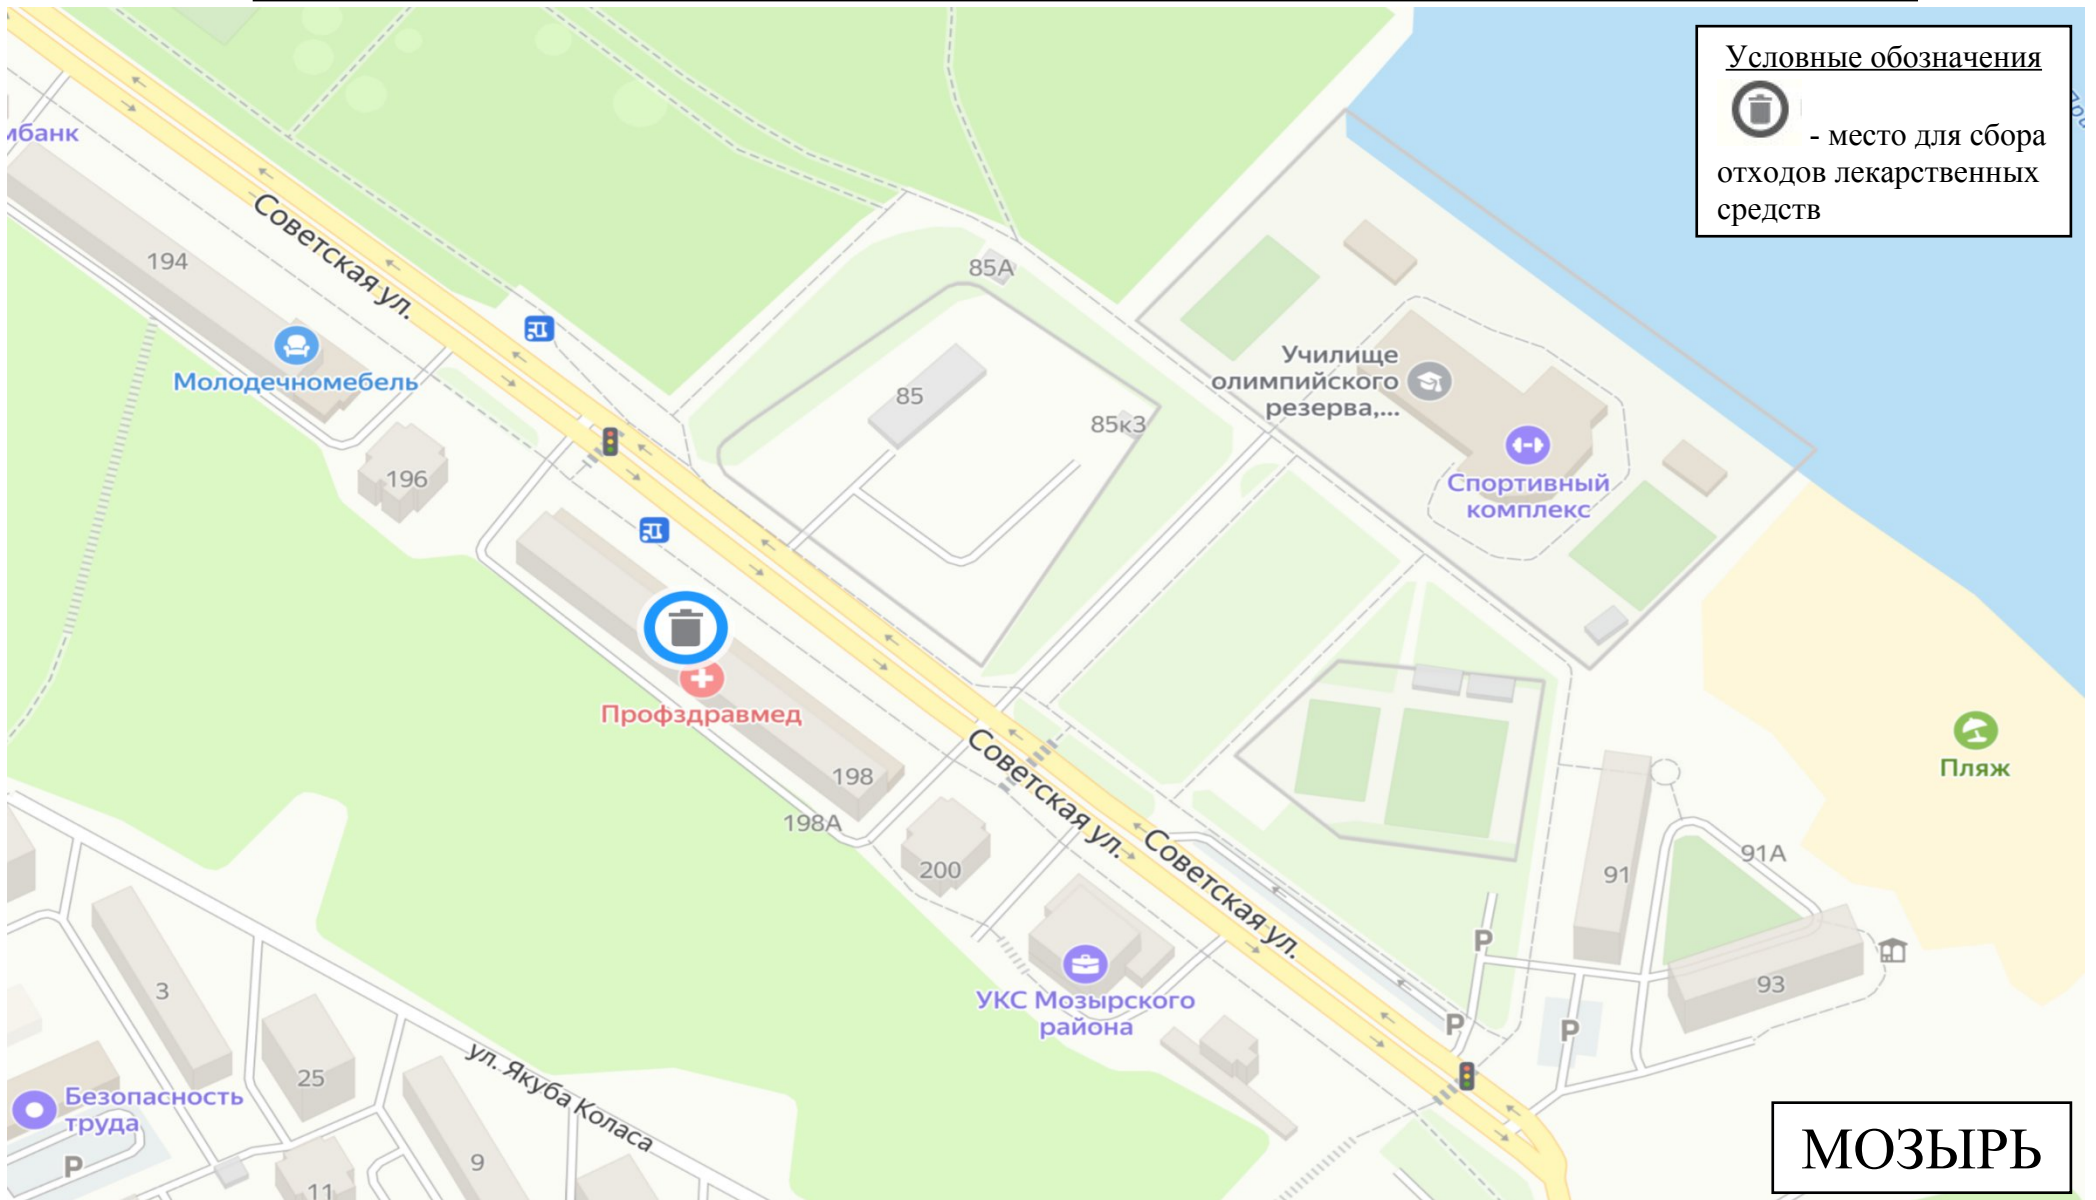 Условные обозначения
- место для сбора
отходов лекарственных
средств
194
Советская ул.
85А
Молодечномебель
Училище
олимпийского
резерва,...
85
85к3
196
Спортивный
комплекс
Профздравмед
198
198А
Советская ул.
Советская ул.
200
Пляж
91
91А
93
P
P
P
УКС Мозырского
района
3
25
ул. Якуба Коласа
Безопасность
труда
P
9
11
МОЗЫРЬ